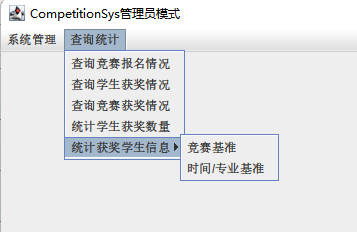 CompetitionSys管理员模式
系统管理 查询统计
查询竞赛报名情况
查询学生获奖情况
查询竞赛获奖情况
统计学生获奖数量
统计获奖学生信息
竞赛基准
时间/专业基准